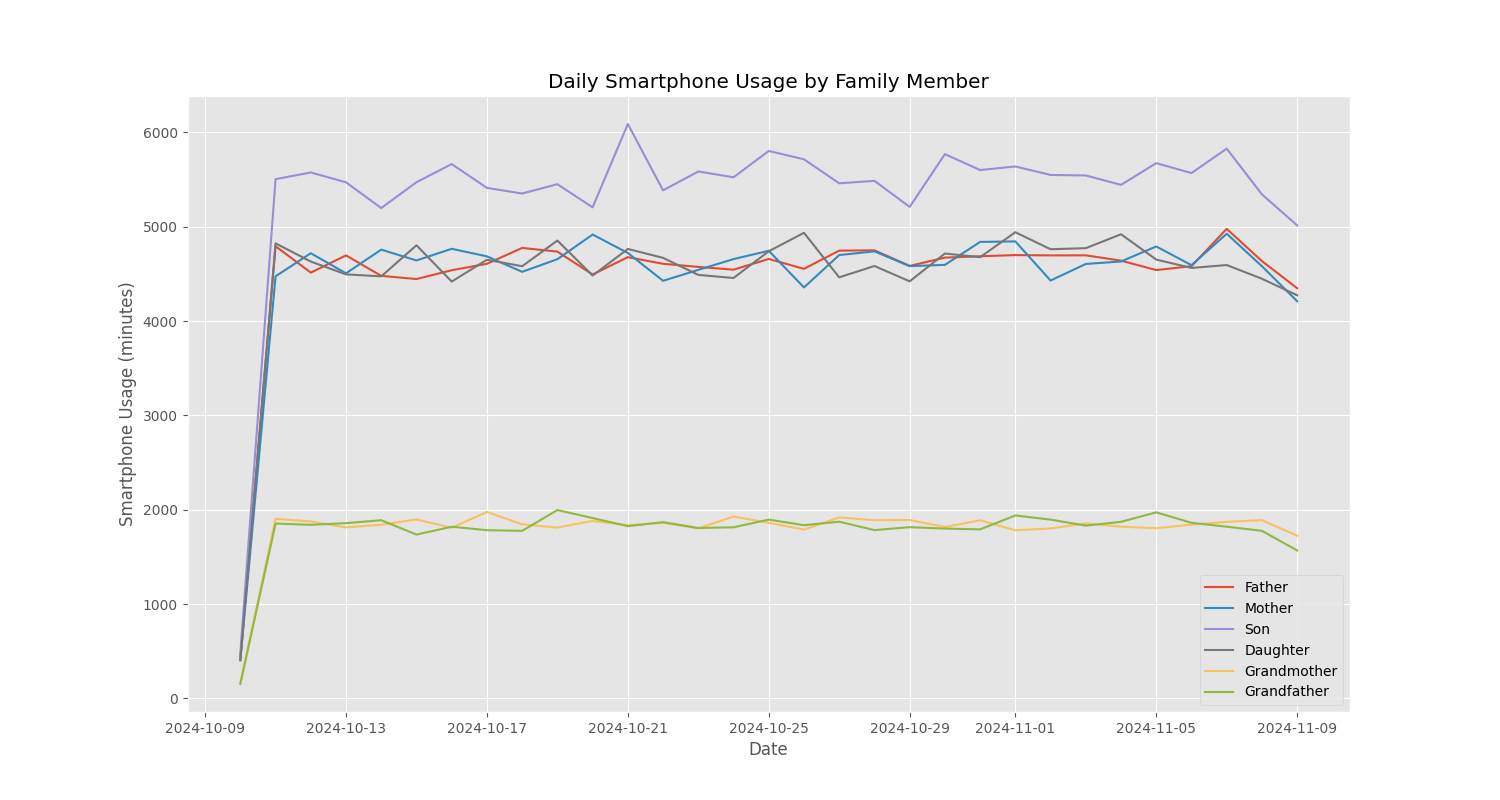 Daily Smartphone Usage by Family Member
Smartphone Usage (minutes)
6000
5000
4000
3000
2000
1000
0
Father
Mother
Son
Daughter
Grandmother
Grandfather
2024-10-09
2024-10-13
2024-10-17
2024-10-21
2024-10-25
2024-10-29
2024-11-01
2024-11-05
2024-11-09
Date